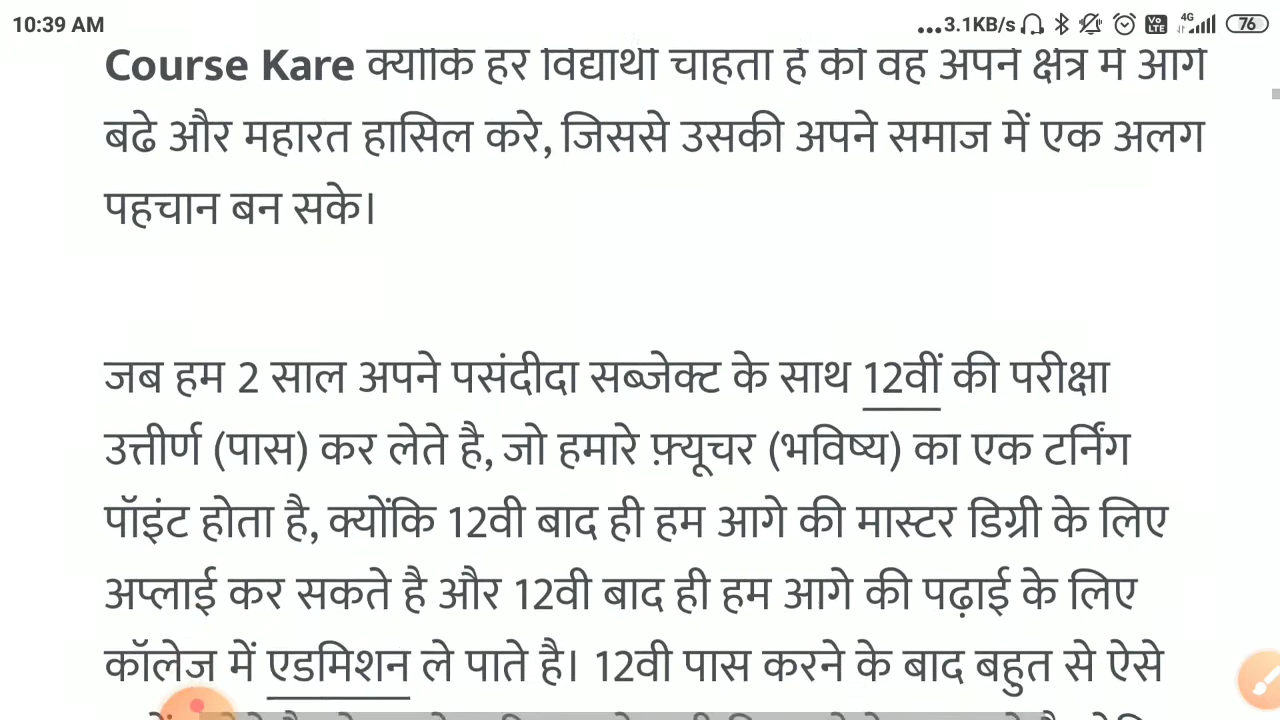 10:39 AM
...3.1KB/s
Vo LTE
4G
76
Course Kare क्योंकि हर विद्यार्थी चाहता है की वह अपने क्षेत्र में आगे
बढे और महारत हासिल करे, जिससे उसकी अपने समाज में एक अलग
पहचान बन सके।
जब हम 2 साल अपने पसंदीदा सब्जेक्ट के साथ 12वीं की परीक्षा
उत्तीर्ण (पास) कर लेते है, जो हमारे फ़्यूचर (भविष्य) का एक टर्निंग
पॉइंट होता है, क्योंकि 12वी बाद ही हम आगे की मास्टर डिग्री के लिए
अप्लाई कर सकते है और 12वी बाद ही हम आगे की पढ़ाई के लिए
कॉलेज में एडमिशन ले पाते है। 12वी पास करने के बाद बहुत से ऐसे